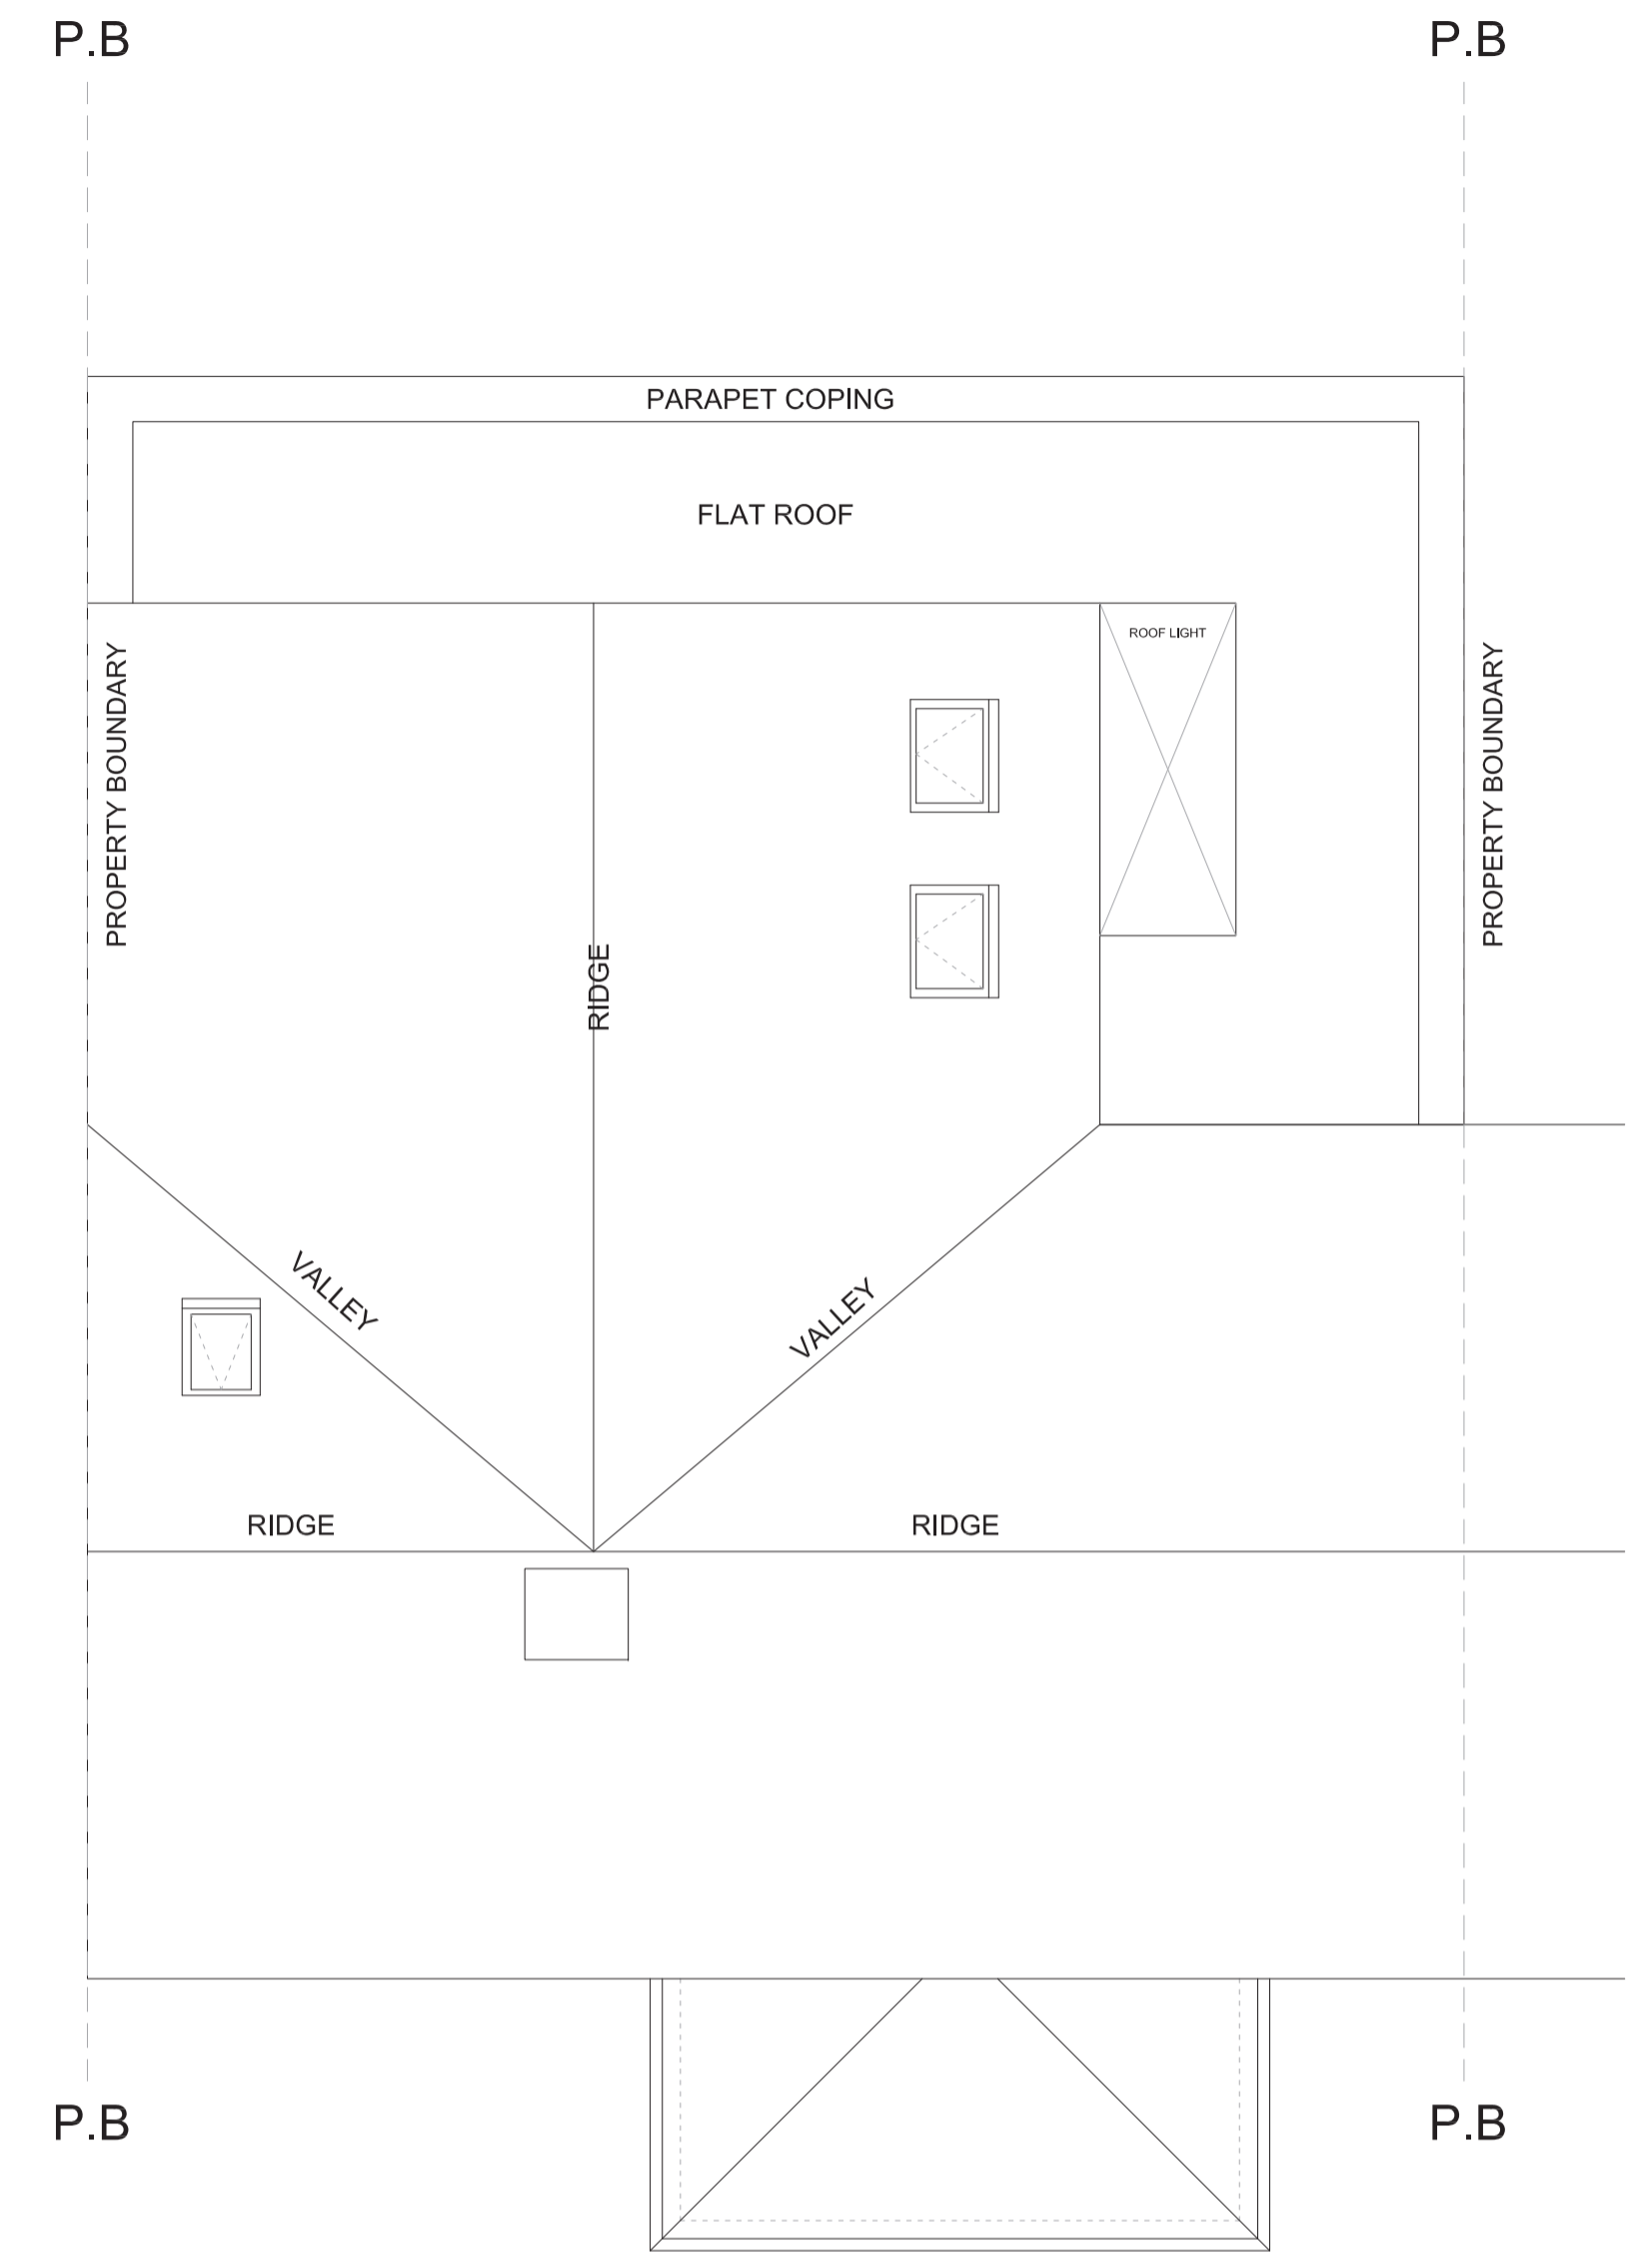 P.B
P.B
PARAPET COPING
FLAT ROOF
ROOF LIGHT
PROPERTY BOUNDARY
PROPERTY BOUNDARY
RIDGE
VALLEY
VALLEY
RIDGE
RIDGE
P.B
P.B